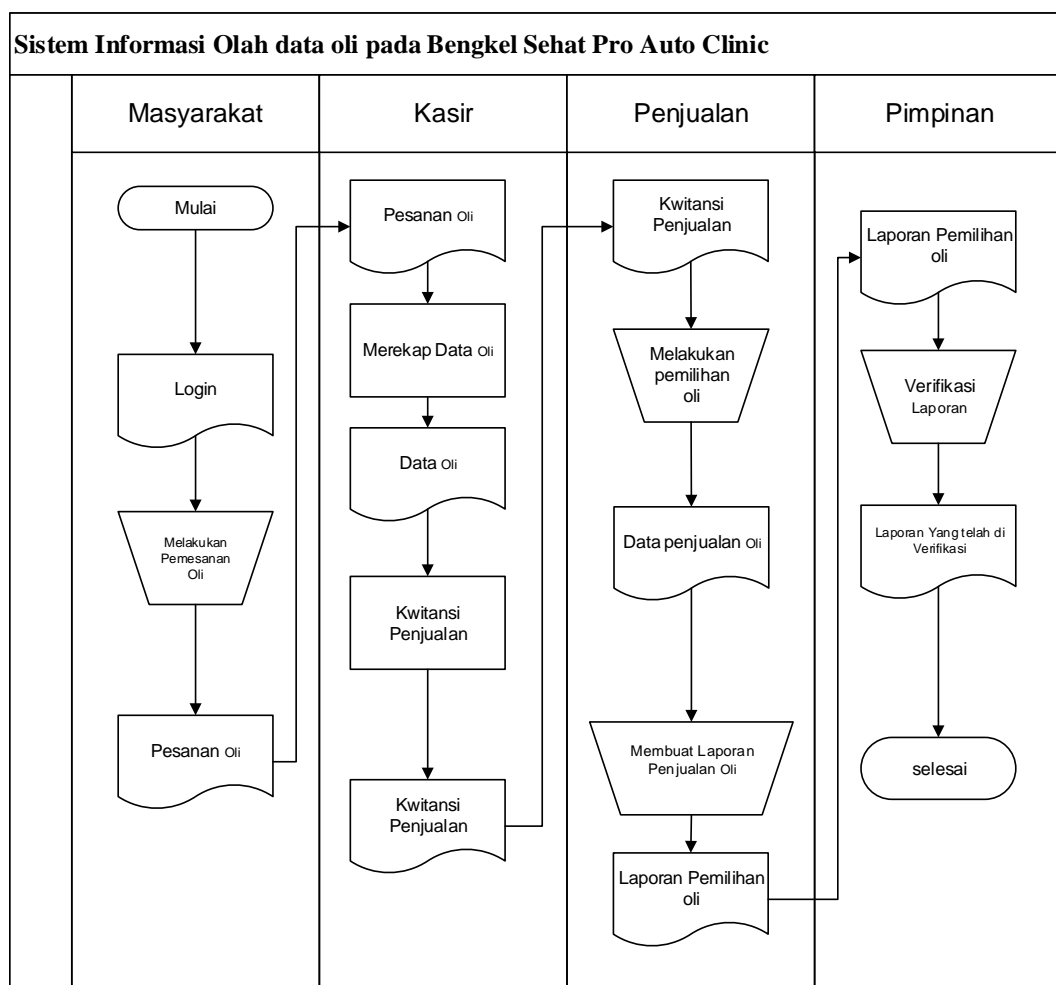 Sistem Informasi Olah data oli pada Bengkel Sehat Pro Auto Clinic
Masyarakat
Kasir
Penjualan
Pimpinan
Mulai
Login
Melakukan
Pemesanan
Oli
Pesanan Oli
Pesanan Oli
Merekap Data Oli
Data Oli
Kwitansi
Penjualan
Kwitansi
Penjualan
Kwitansi
Penjualan
Melakukan
pemilihan
oli
Data penjualan Oli
Membuat Laporan
Penjualan Oli
Laporan Pemilihan
oli
Laporan Pemilihan
oli
Verifikasi
Laporan
Laporan Yang telah di
Verifikasi
selesai